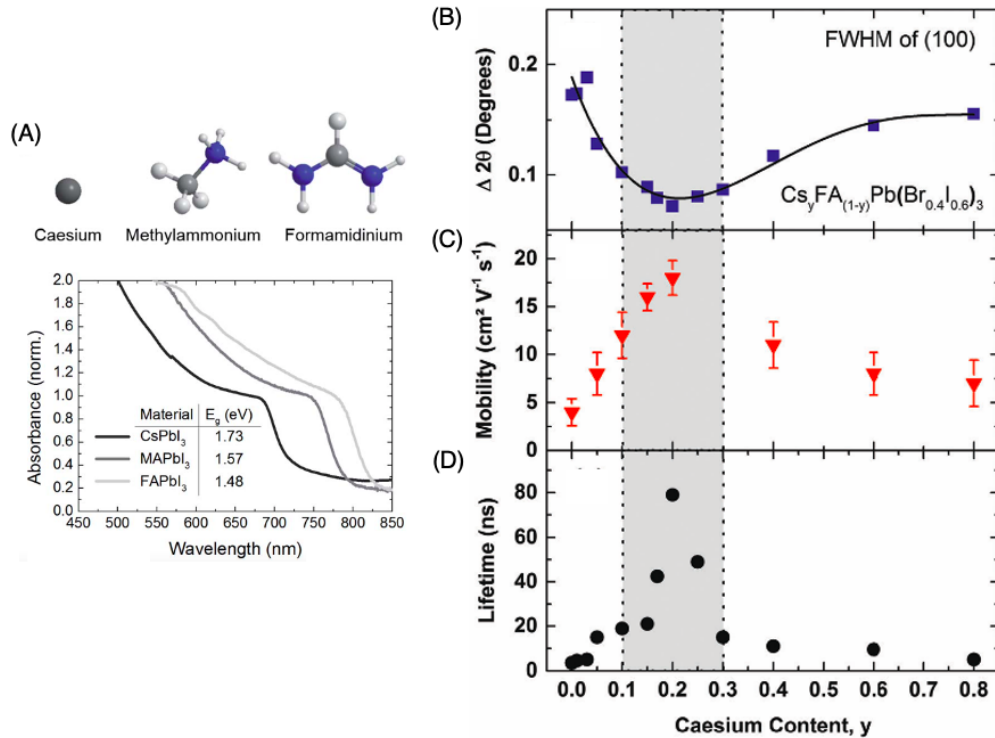 (A)
Caesium Methylammonium Formamidinium
Absorbance (norm.)
2.0
1.8
1.6
1.4
1.2
1.0
0.8
0.6
0.4
0.2
0.0
Material E_g (eV)
CsPbI₃ 1.73
MAPbI₃ 1.57
FAPbI₃ 1.48
450 500 550 600 650 700 750 800 850
Wavelength (nm)
(B)
FWHM of (100)
Δ 2θ (Degrees)
0.2
0.1
Cs_yFA_(1-y)Pb(Br₀.₄I₀.₆)₃
(C)
Mobility (cm² V⁻¹ s⁻¹)
20
15
10
5
0
(D)
Lifetime (ns)
80
60
40
20
0
0.0 0.1 0.2 0.3 0.4 0.5 0.6 0.7 0.8
Caesium Content, y